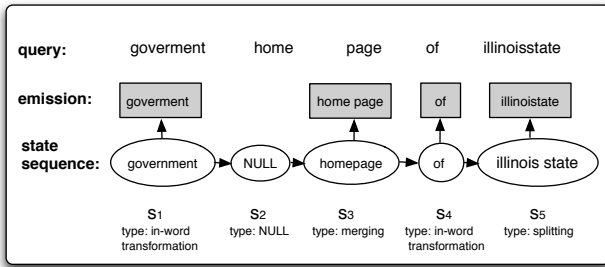 query: goverment home page of illinoisstate
emission: goverment home page of illinoistate
state
sequence: government NULL homepage of illinois state
S1 S2 S3 S4 S5
type: in-word type: NULL type: merging type: in-word type: splitting
transformation transformation